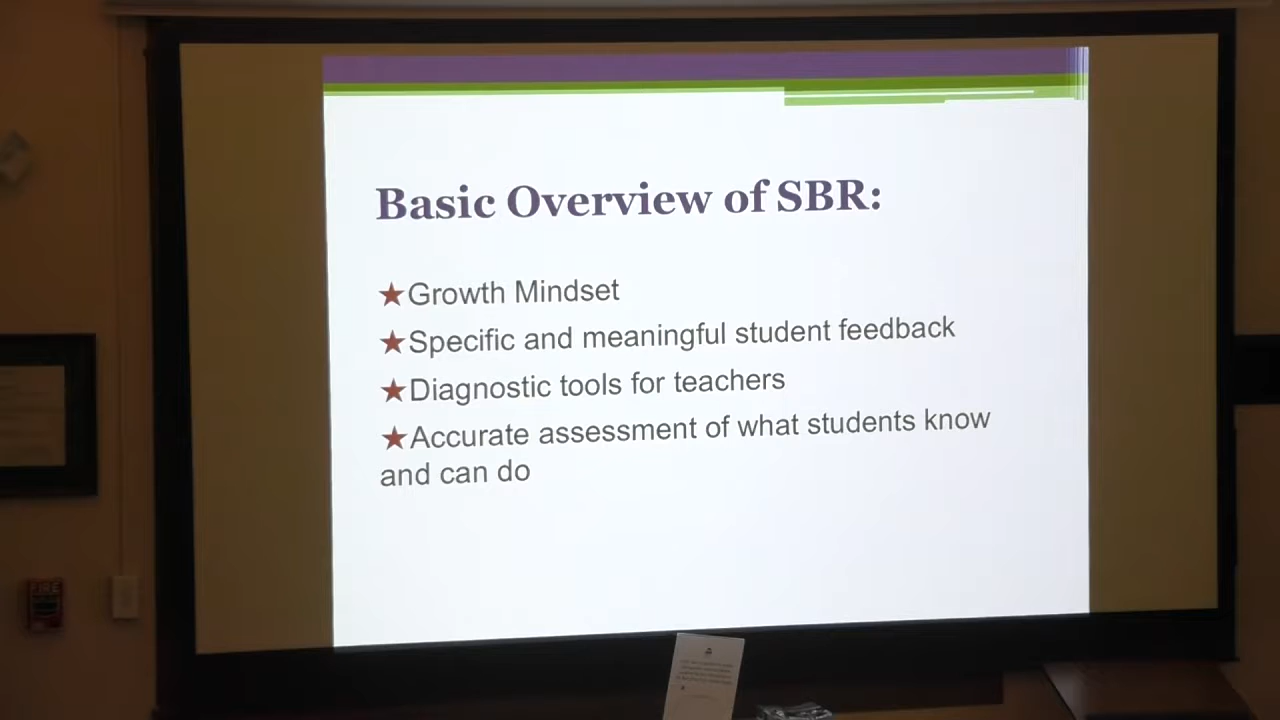 Basic Overview of SBR:
★Growth Mindset
★Specific and meaningful student feedback
★Diagnostic tools for teachers
★Accurate assessment of what students know
and can do
FIRE